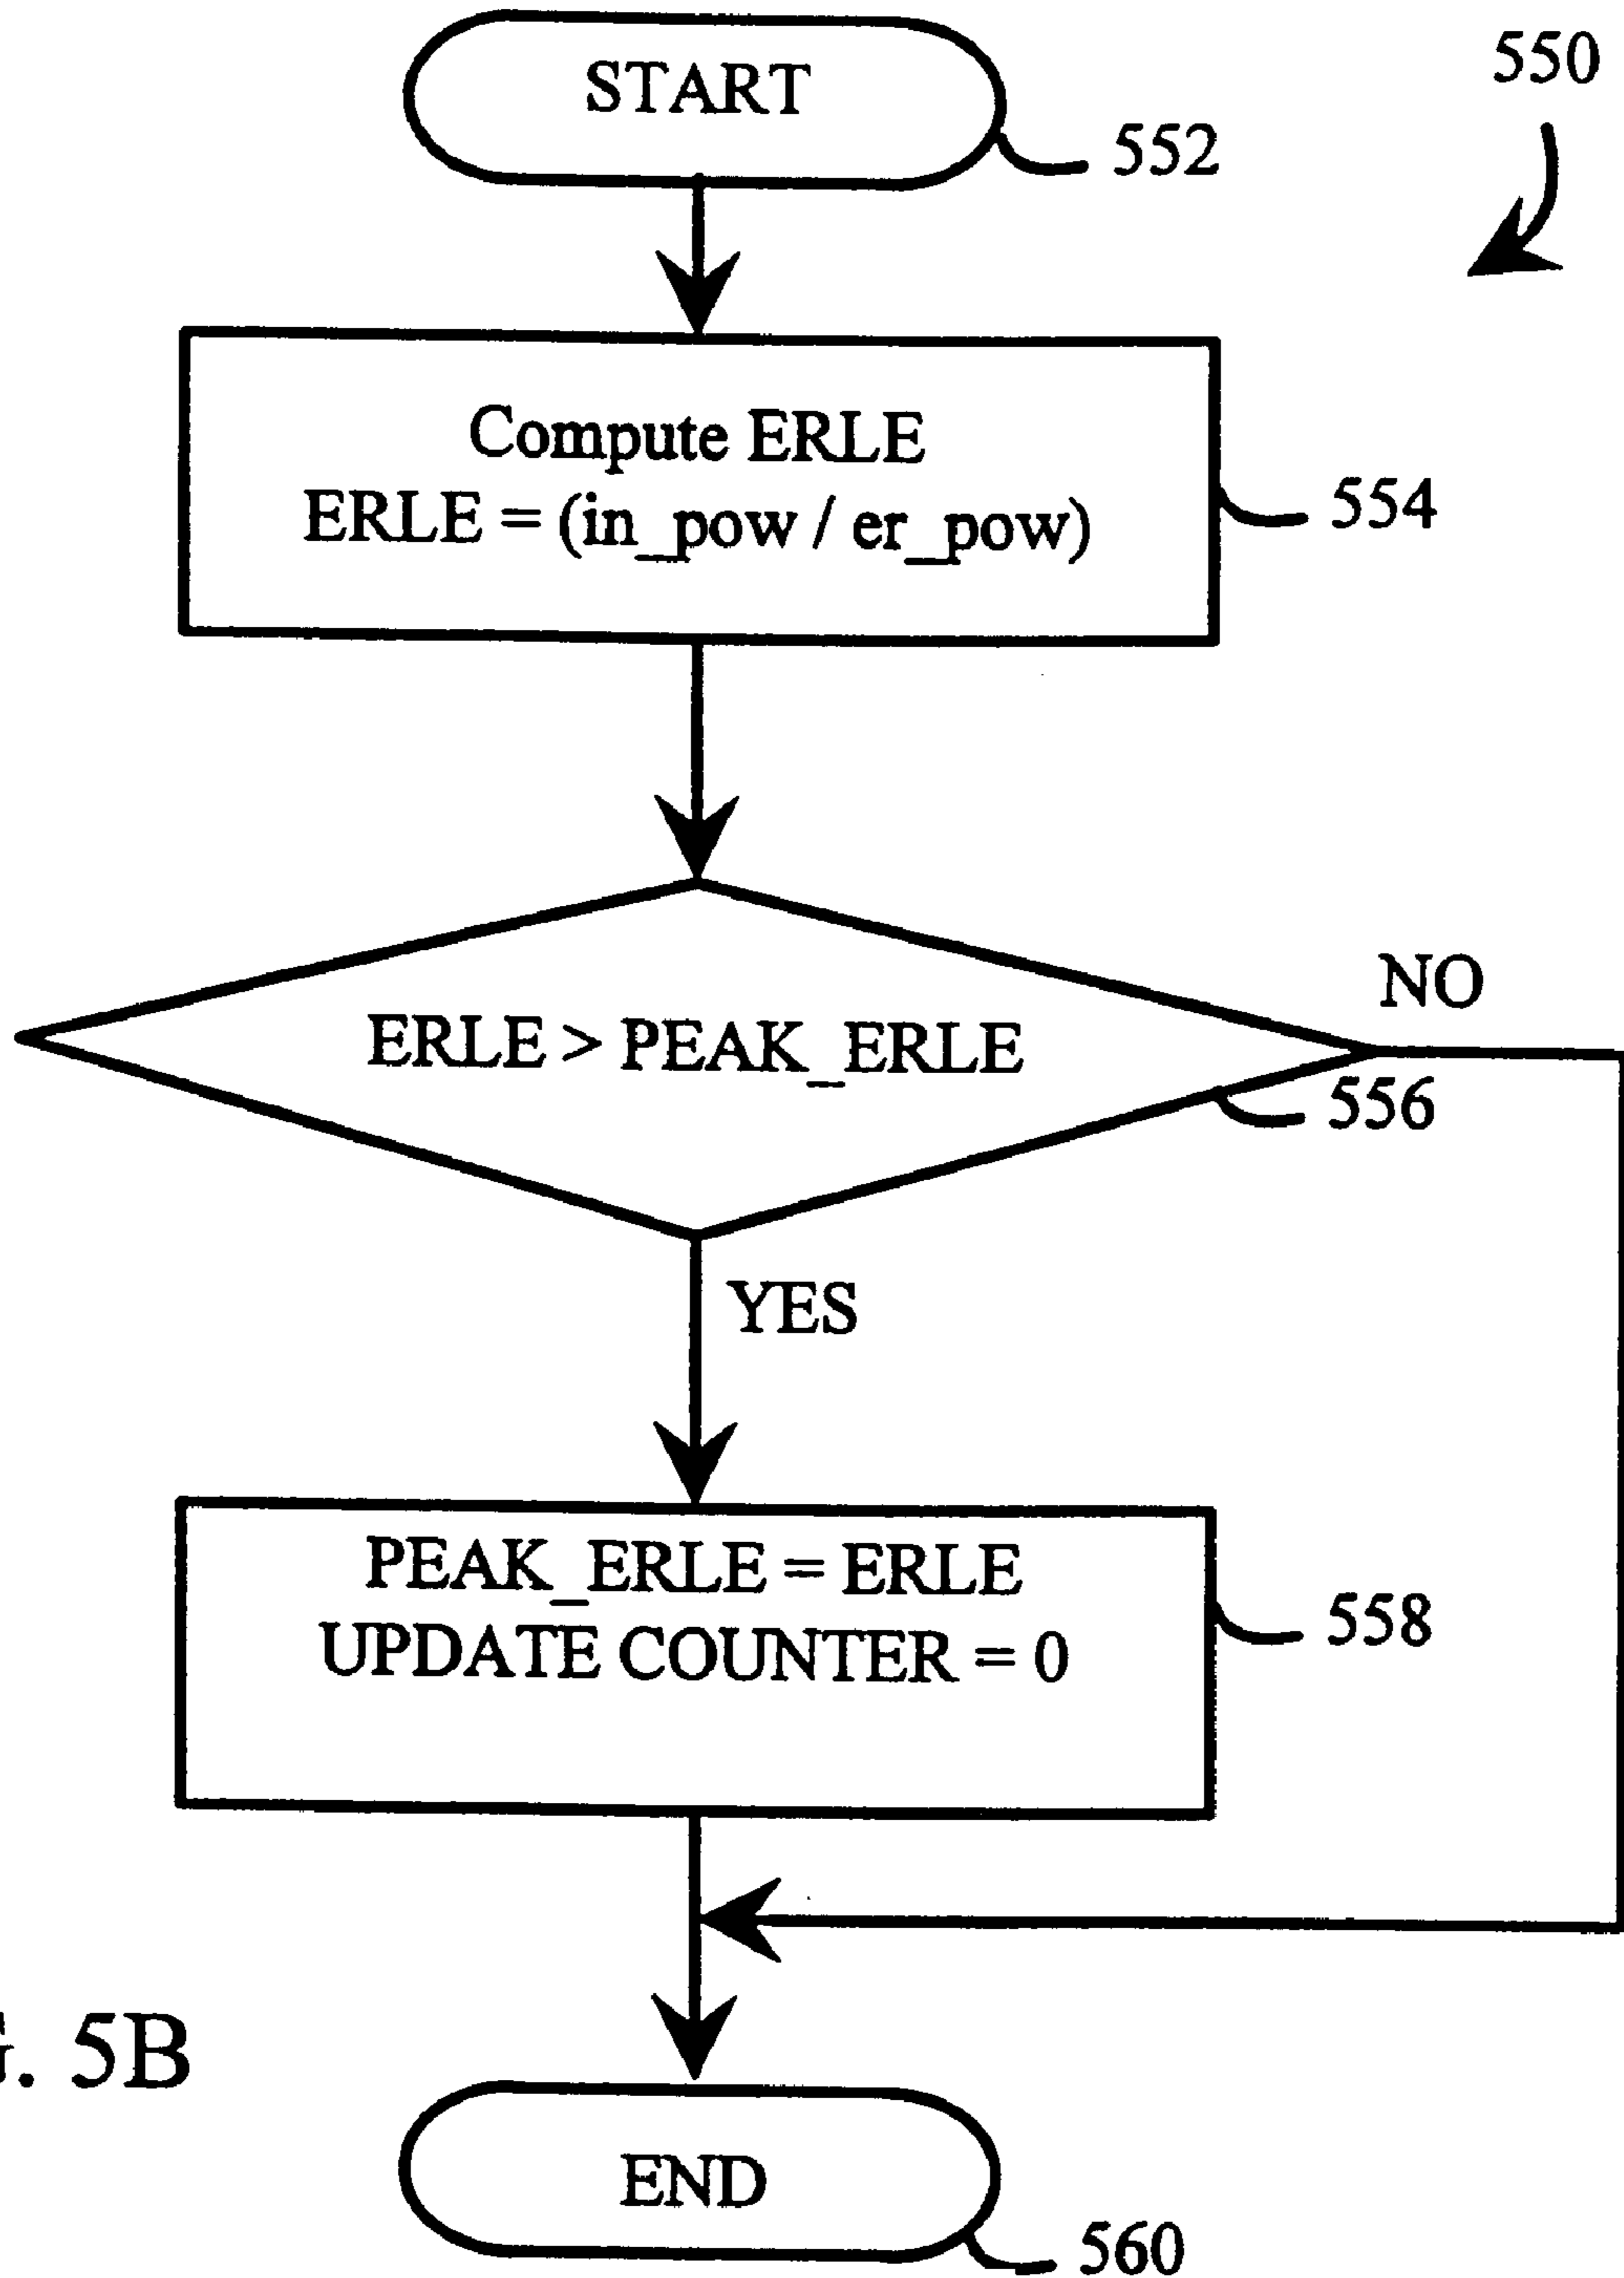 START
550
552
Compute ERLE
ERLE = (in_pow / er_pow)
554
NO
ERLE > PEAK_ERLE
556
YES
PEAK_ERLE = ERLE
UPDATE COUNTER = 0
558
5B
END
560